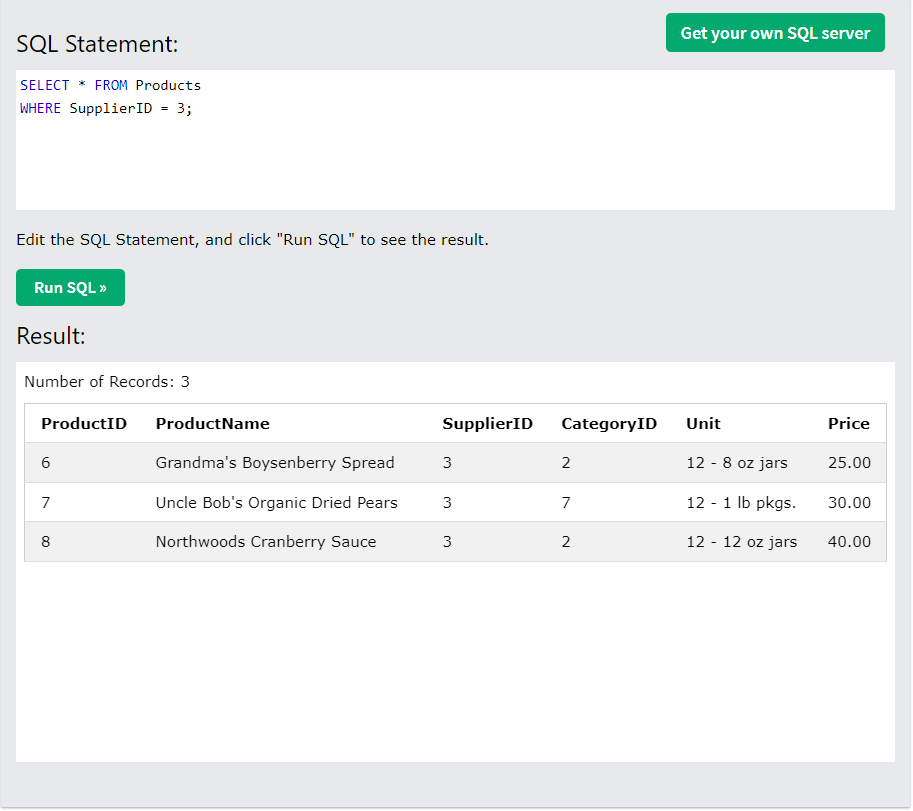 SQL Statement:
Get your own SQL server
SELECT * FROM Products
WHERE SupplierID = 3;
Edit the SQL Statement, and click "Run SQL" to see the result.
Run SQL »
Result:
Number of Records: 3
ProductID ProductName SupplierID CategoryID Unit Price
6 Grandma's Boysenberry Spread 3 2 12 - 8 oz jars 25.00
7 Uncle Bob's Organic Dried Pears 3 7 12 - 1 lb pkgs. 30.00
8 Northwoods Cranberry Sauce 3 2 12 - 12 oz jars 40.00